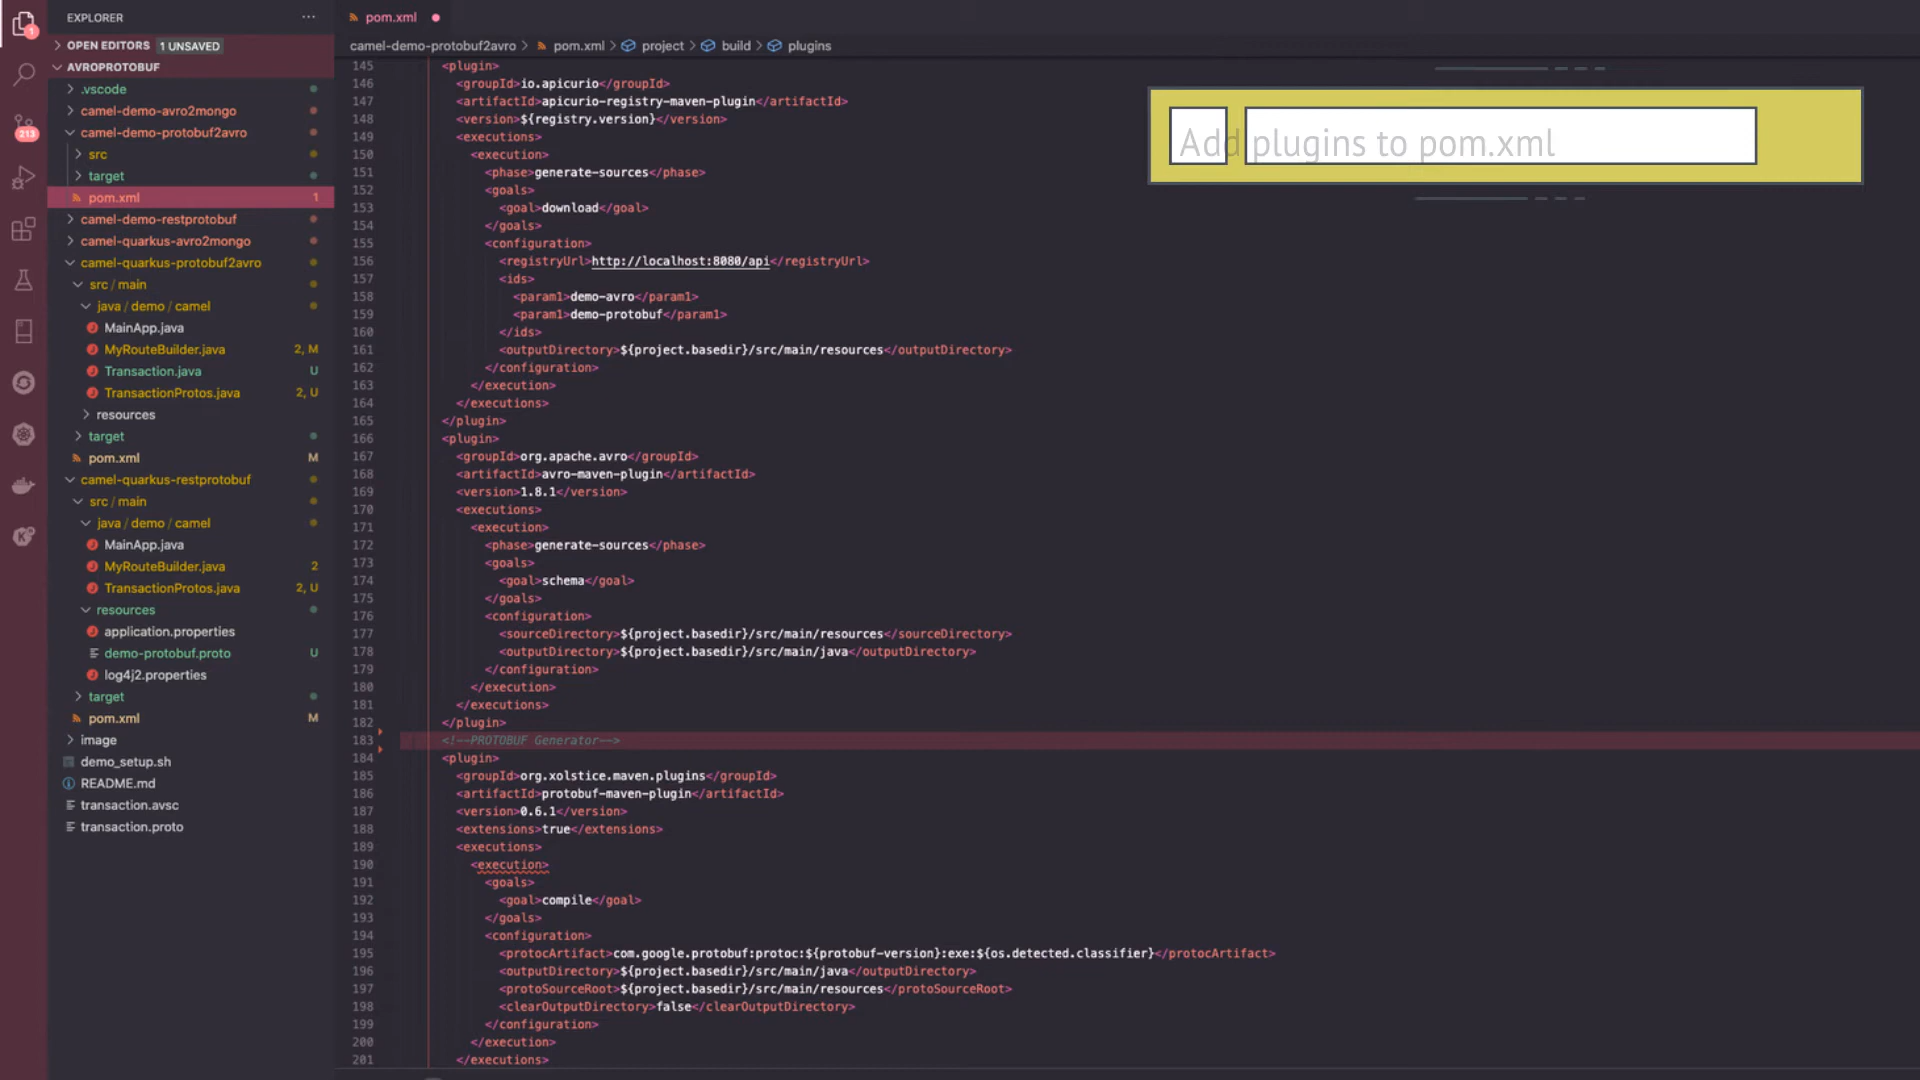 EXPLORER
OPEN EDITORS 1 UNSAVED
AVROPROTOBUF
.vscode
camel-demo-avro2mongo
camel-demo-protobuf2avro
src
target
pom.xml 1
camel-demo-restprotobuf
camel-quarkus-avro2mongo
camel-quarkus-protobuf2avro
src / main
java / demo / camel
MainApp.java
MyRouteBuilder.java 2, M
Transaction.java U
TransactionProtos.java 2, U
resources
target
pom.xml M
camel-quarkus-restprotobuf
src / main
java / demo / camel
MainApp.java
MyRouteBuilder.java 2
TransactionProtos.java 2, U
resources
application.properties
demo-protobuf.proto U
log4j2.properties
target
pom.xml M
image
demo_setup.sh
README.md
transaction.avsc
transaction.proto
1
213
pom.xml
camel-demo-protobuf2avro > pom.xml > project > build > plugins
145 <plugin>
146 <groupId>io.apicurio</groupId>
147 <artifactId>apicurio-registry-maven-plugin</artifactId>
148 <version>${registry.version}</version>
149 <executions>
150 <execution>
151 <phase>generate-sources</phase>
152 <goals>
153 <goal>download</goal>
154 </goals>
155 <configuration>
156 <registryUrl>http://localhost:8080/api</registryUrl>
157 <ids>
158 <param1>demo-avro</param1>
159 <param1>demo-protobuf</param1>
160 </ids>
161 <outputDirectory>${project.basedir}/src/main/resources</outputDirectory>
162 </configuration>
163 </execution>
164 </executions>
165 </plugin>
166 <plugin>
167 <groupId>org.apache.avro</groupId>
168 <artifactId>avro-maven-plugin</artifactId>
169 <version>1.8.1</version>
170 <executions>
171 <execution>
172 <phase>generate-sources</phase>
173 <goals>
174 <goal>schema</goal>
175 </goals>
176 <configuration>
177 <sourceDirectory>${project.basedir}/src/main/resources</sourceDirectory>
178 <outputDirectory>${project.basedir}/src/main/java</outputDirectory>
179 </configuration>
180 </execution>
181 </executions>
182 </plugin>
183 <!--PROTOBUF Generator-->
184 <plugin>
185 <groupId>org.xolstice.maven.plugins</groupId>
186 <artifactId>protobuf-maven-plugin</artifactId>
187 <version>0.6.1</version>
188 <extensions>true</extensions>
189 <executions>
190 <execution>
191 <goals>
192 <goal>compile</goal>
193 </goals>
194 <configuration>
195 <protocArtifact>com.google.protobuf:protoc:${protobuf-version}:exe:${os.detected.classifier}</protocArtifact>
196 <outputDirectory>${project.basedir}/src/main/java</outputDirectory>
197 <protoSourceRoot>${project.basedir}/src/main/resources</protoSourceRoot>
198 <clearOutputDirectory>false</clearOutputDirectory>
199 </configuration>
200 </execution>
201 </executions>
Add plugins to pom.xml